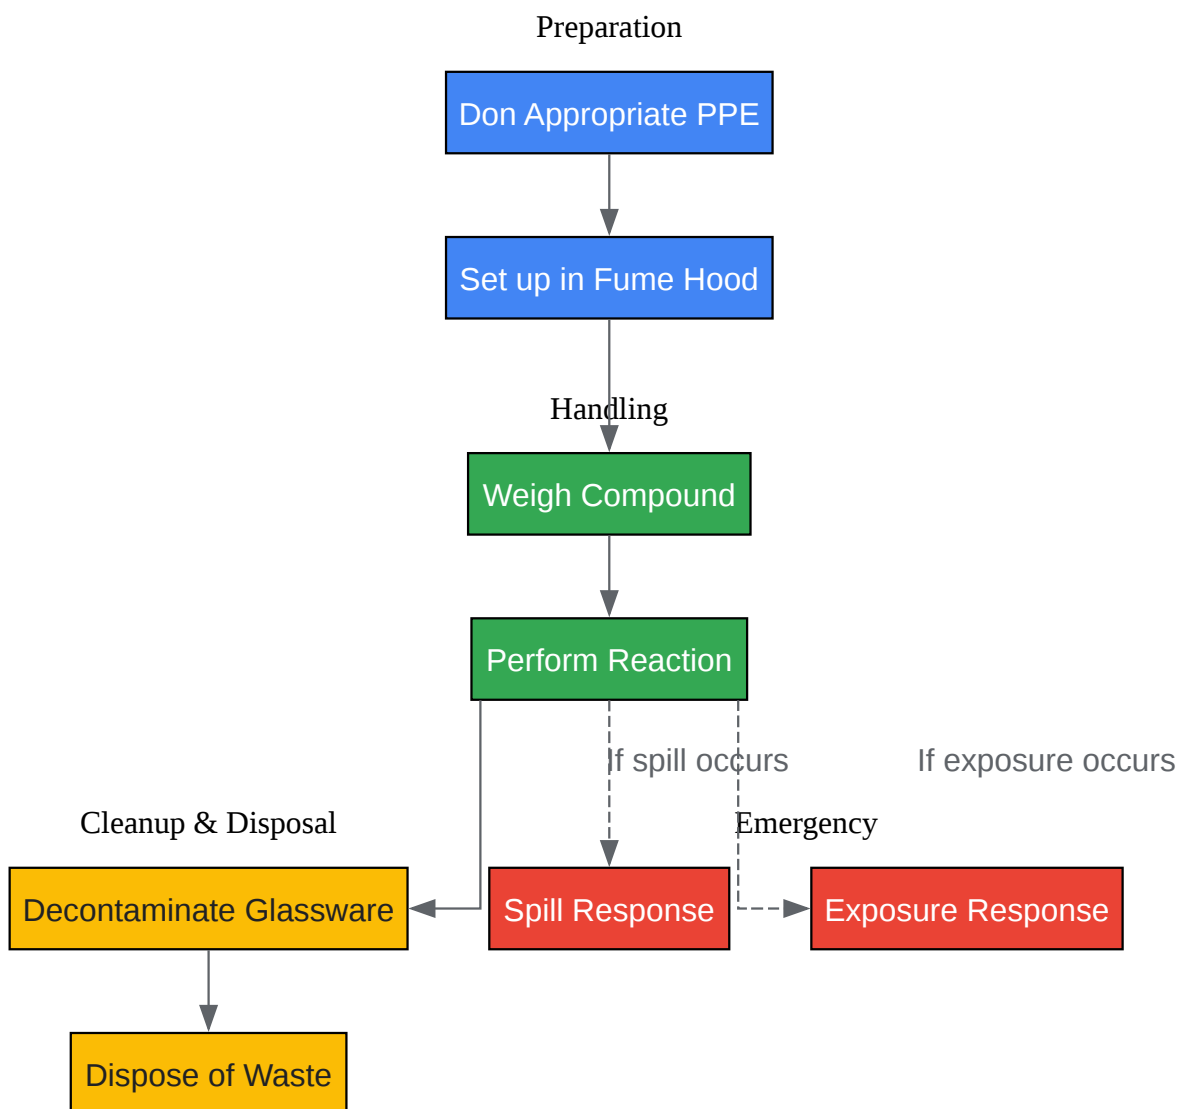 Preparation
Don Appropriate PPE
Set up in Fume Hood
Handling
Weigh Compound
Perform Reaction
If spill occurs
If exposure occurs
Cleanup & Disposal
Emergency
Decontaminate Glassware
Spill Response
Exposure Response
Dispose of Waste